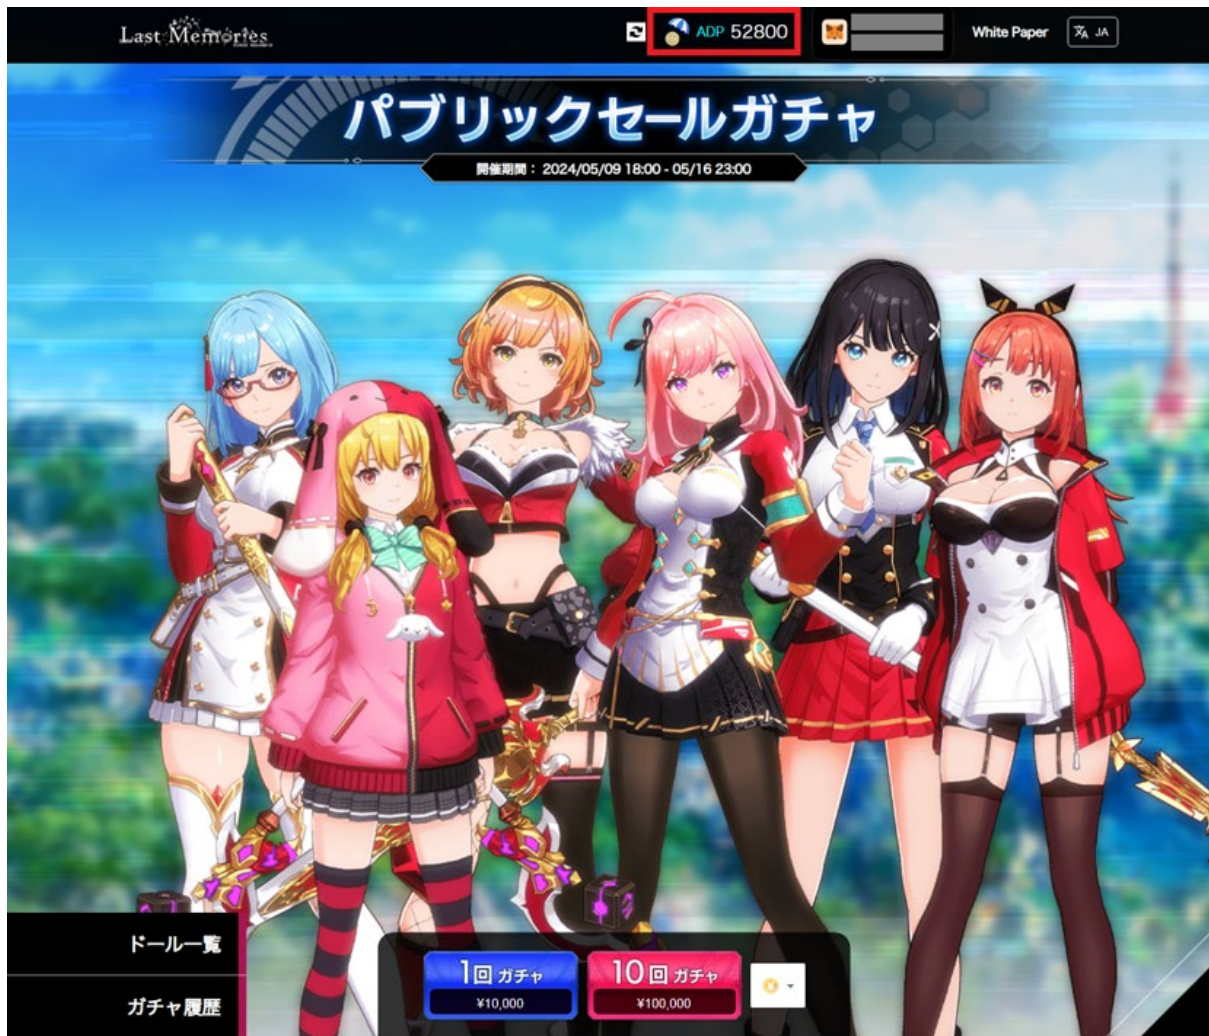 Last Memories
ADP 52800
White Paper
JA
パブリックセールガチャ
開催期間： 2024/05/09 18:00 - 05/16 23:00
ドール一覧
ガチャ履歴
1回 ガチャ
¥10,000
10回 ガチャ
¥100,000